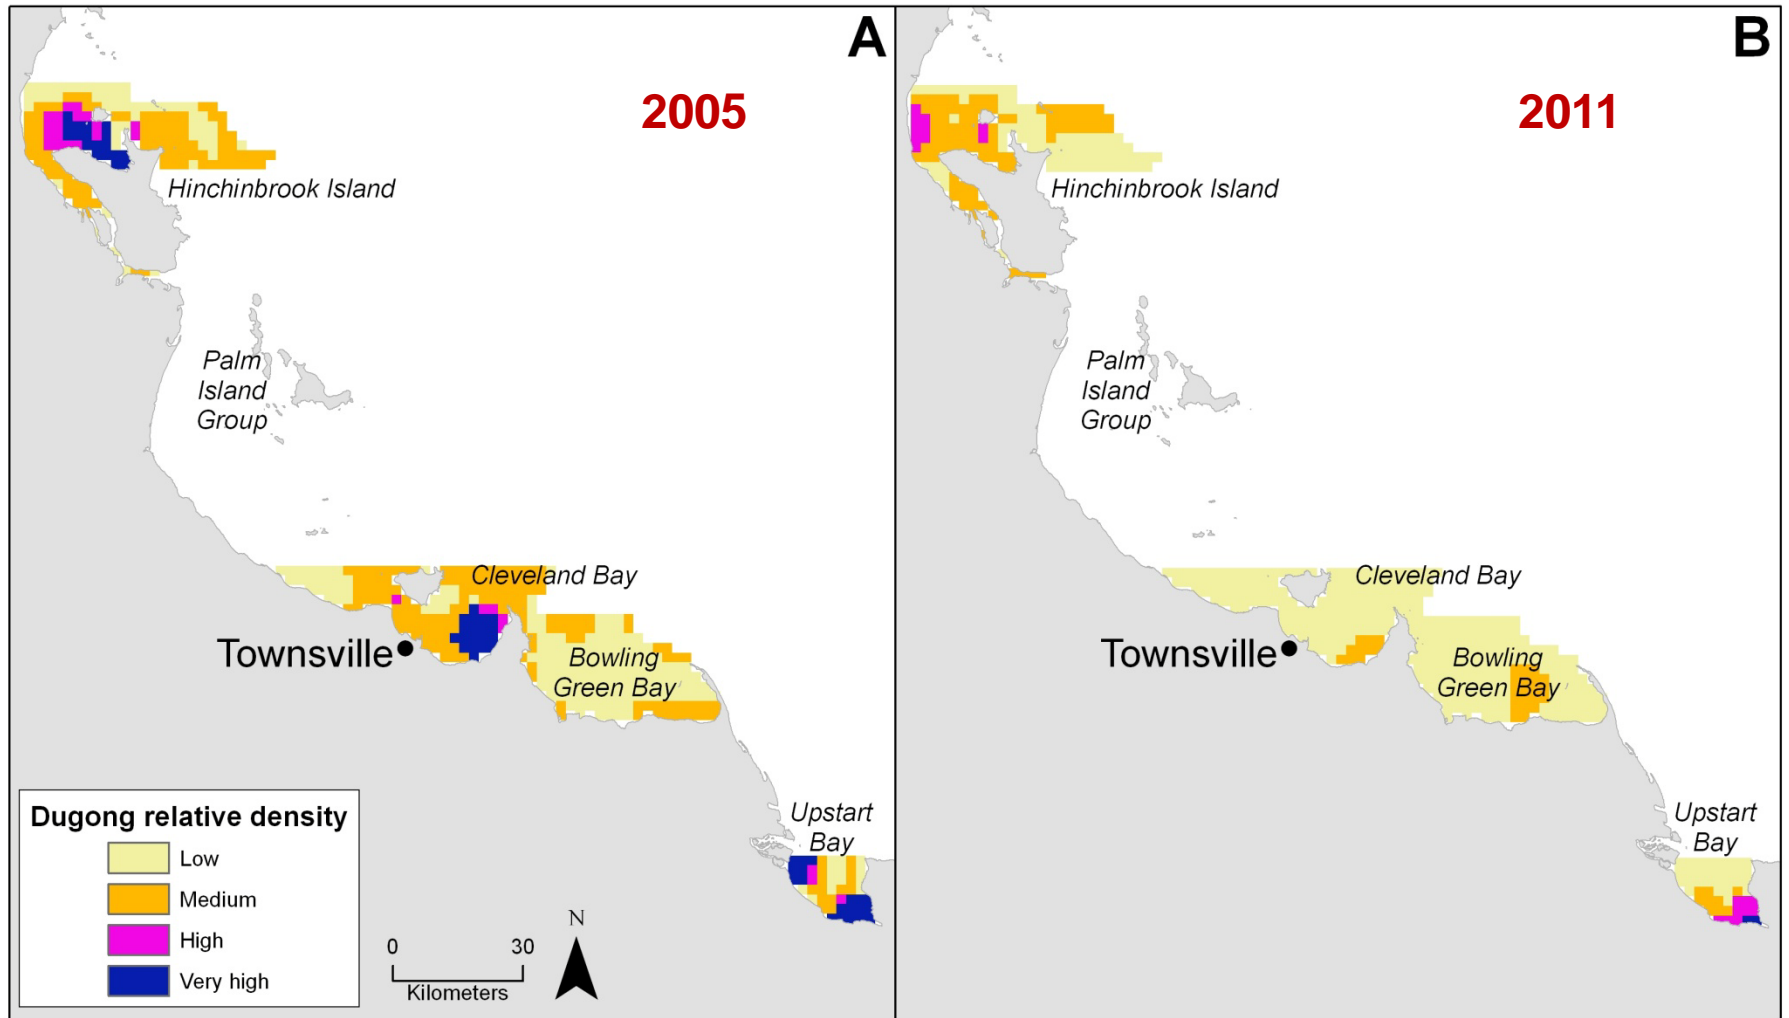 A
2005
Hinchinbrook Island
Palm
Island
Group
Cleveland Bay
Townsville
Bowling
Green Bay
Upstart
Bay
Dugong relative density
Low
Medium
High
Very high
0 30
Kilometers
N
B
2011
Hinchinbrook Island
Palm
Island
Group
Cleveland Bay
Townsville
Bowling
Green Bay
Upstart
Bay